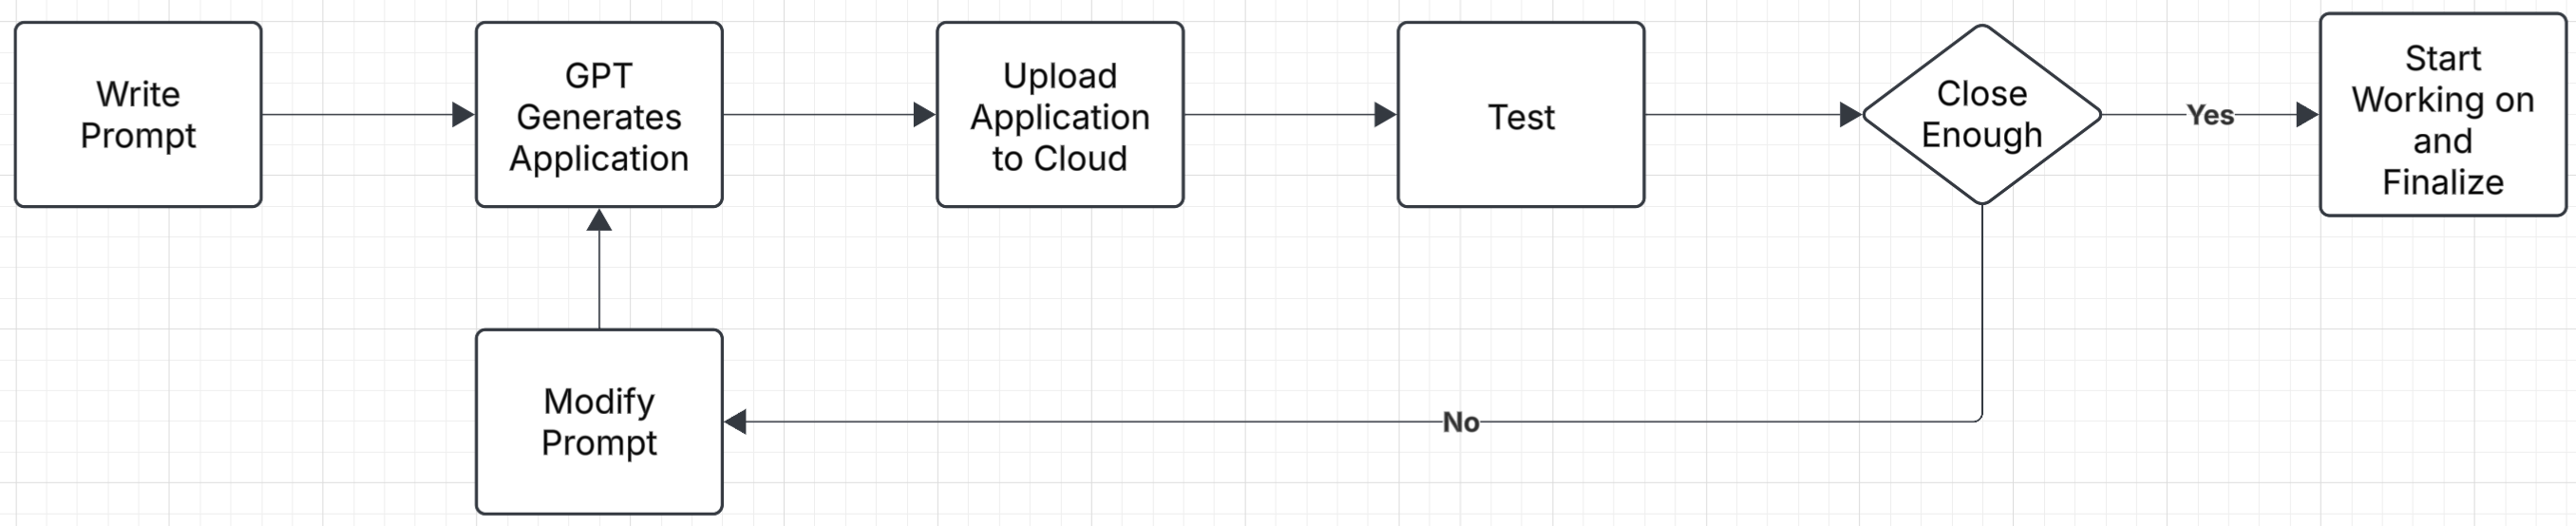 Write
Prompt
GPT
Generates
Application
Upload
Application
to Cloud
Test
Close
Enough
Yes
Start
Working on
and
Finalize
No
Modify
Prompt